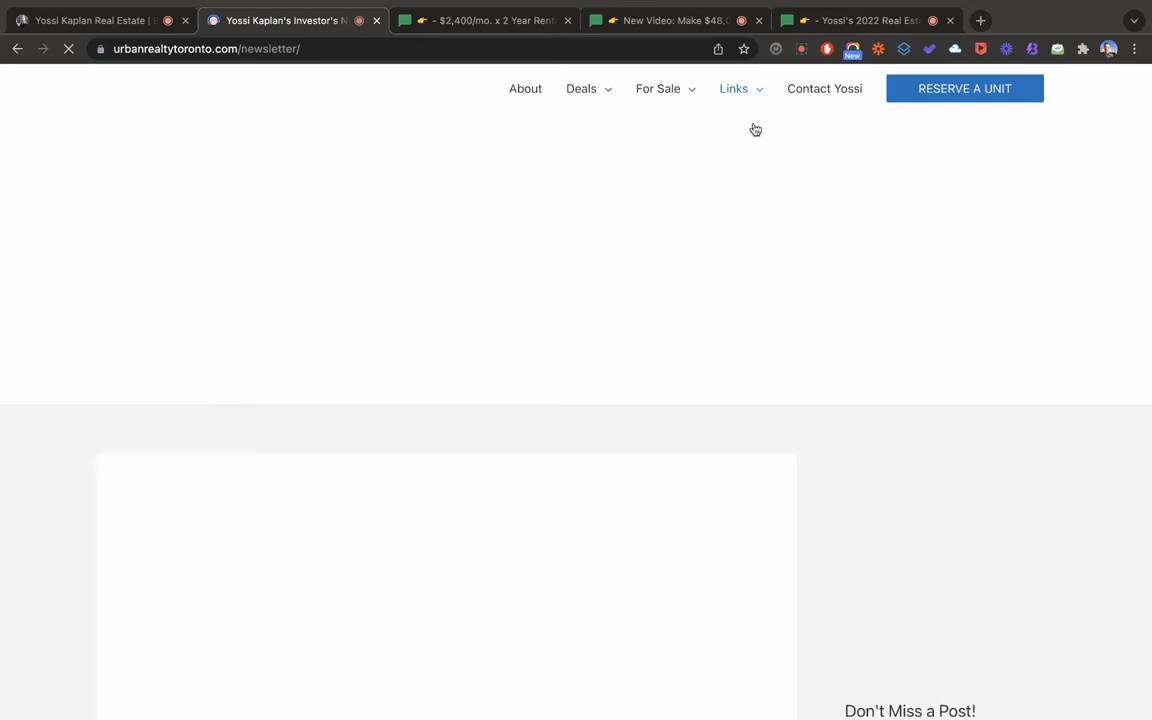 Yossi Kaplan Real Estate |
Yossi Kaplan's Investor's N
- $2,400/mo. x 2 Year Renta
New Video: Make $48,0
- Yossi's 2022 Real Esta
urbanrealtytoronto.com/newsletter/
New
About
Deals
For Sale
Links
Contact Yossi
RESERVE A UNIT
Don't Miss a Post!